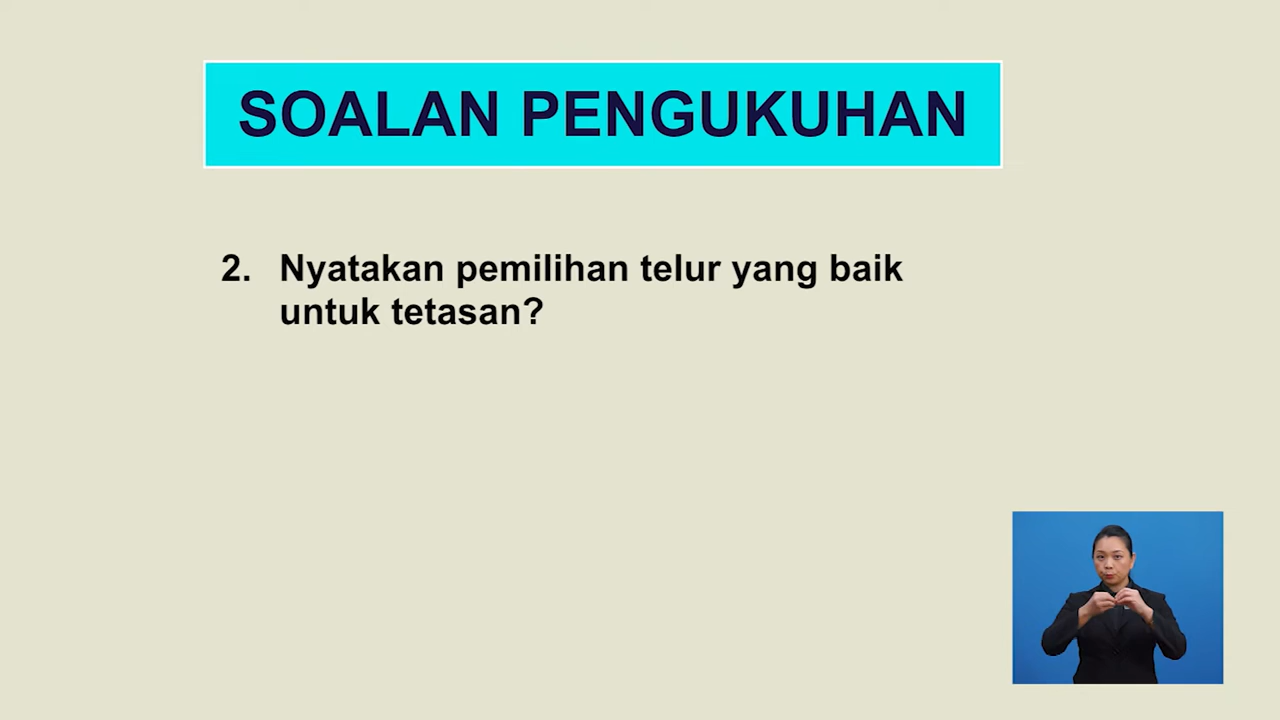 SOALAN PENGUKUHAN
2. Nyatakan pemilihan telur yang baik
untuk tetasan?